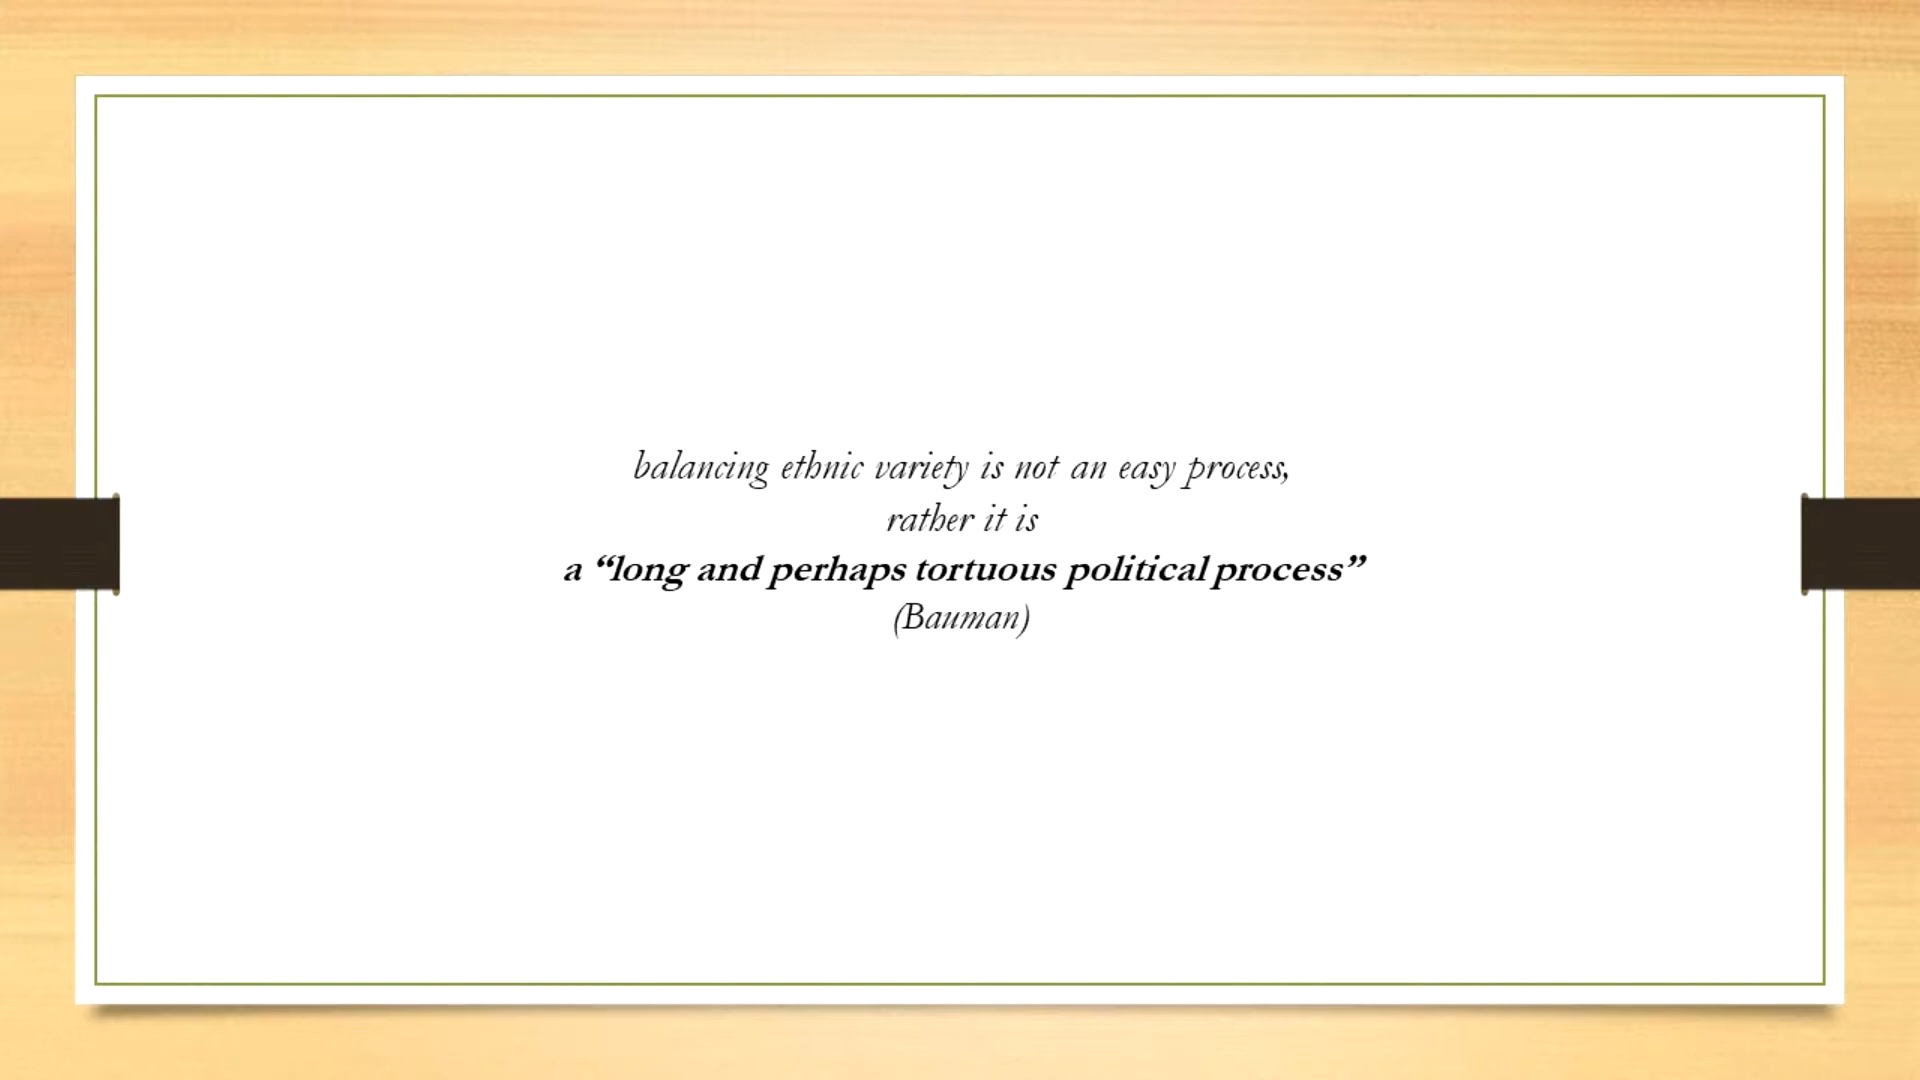 balancing ethnic variety is not an easy process,
rather it is
a “long and perhaps tortuous political process”
(Bauman)